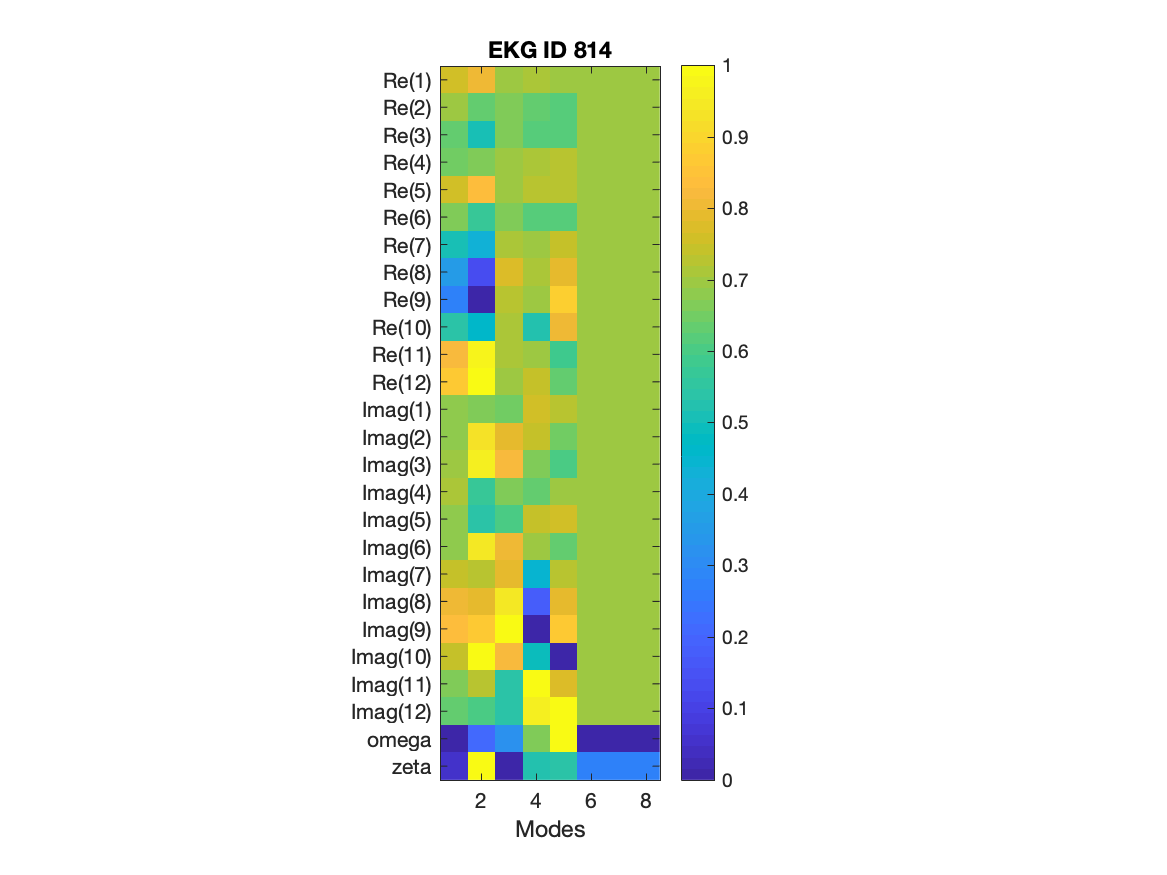 EKG ID 814
Re(1)
Re(2)
Re(3)
Re(4)
Re(5)
Re(6)
Re(7)
Re(8)
Re(9)
Re(10)
Re(11)
Re(12)
Imag(1)
Imag(2)
Imag(3)
Imag(4)
Imag(5)
Imag(6)
Imag(7)
Imag(8)
Imag(9)
Imag(10)
Imag(11)
Imag(12)
omega
zeta
2 4 6 8
Modes
1
0.9
0.8
0.7
0.6
0.5
0.4
0.3
0.2
0.1
0